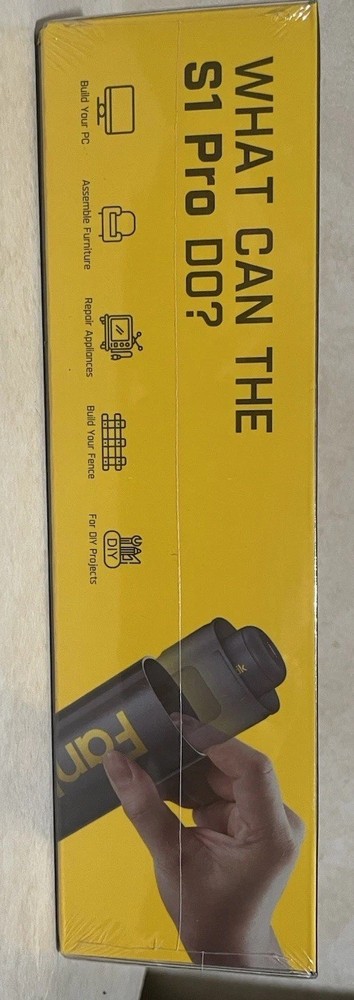 WHAT CAN THE
S1 Pro DO?
Build Your PC
Assemble Furniture
Repair Appliances
Build Your Fence
DIY
For DIY Projects
Fan